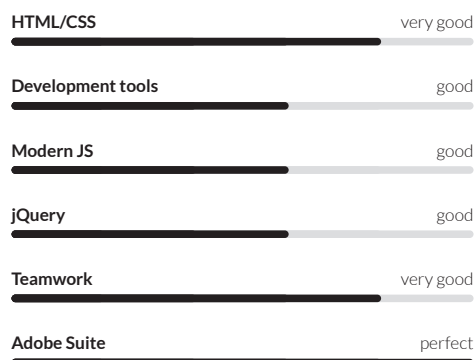 HTML/CSS very good
Development tools good
Modern JS good
jQuery good
Teamwork very good
Adobe Suite perfect